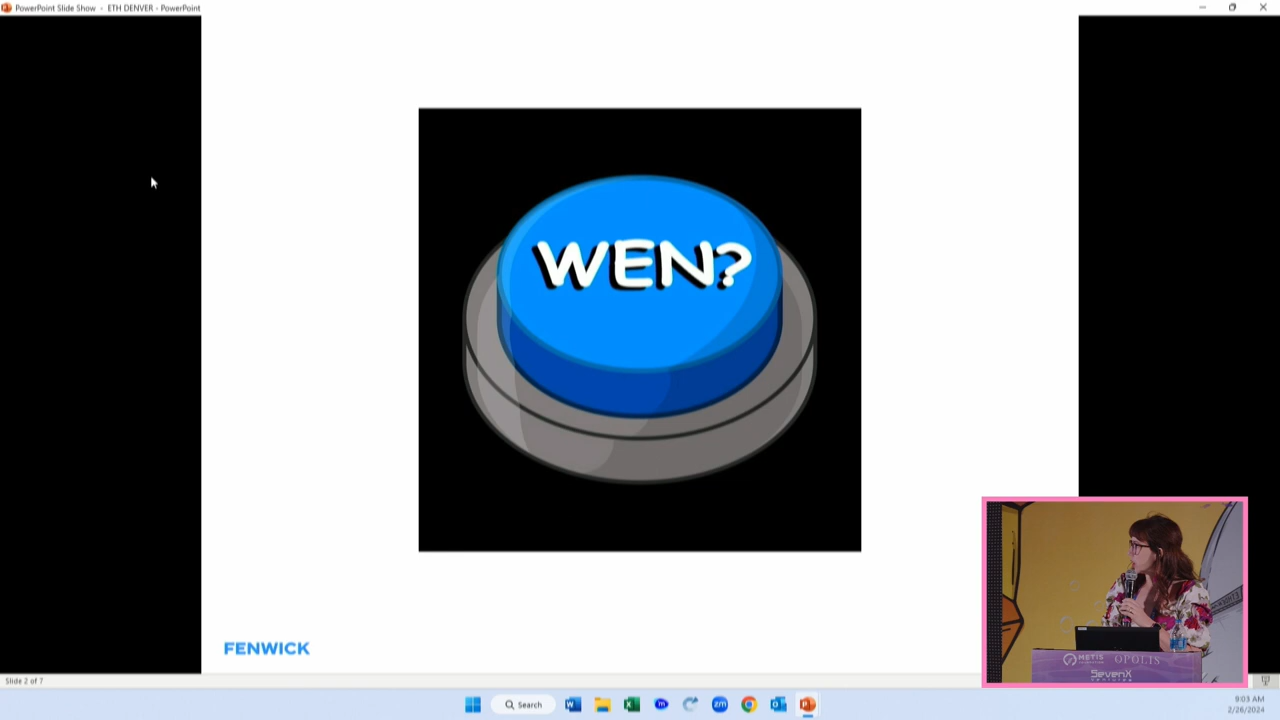 PowerPoint Slide Show - ETH DENVER - PowerPoint
WEN?
FENWICK
METIS OPOLIS
SevenX
Slide 2 of 7
Search
9:03 AM
2/26/2024